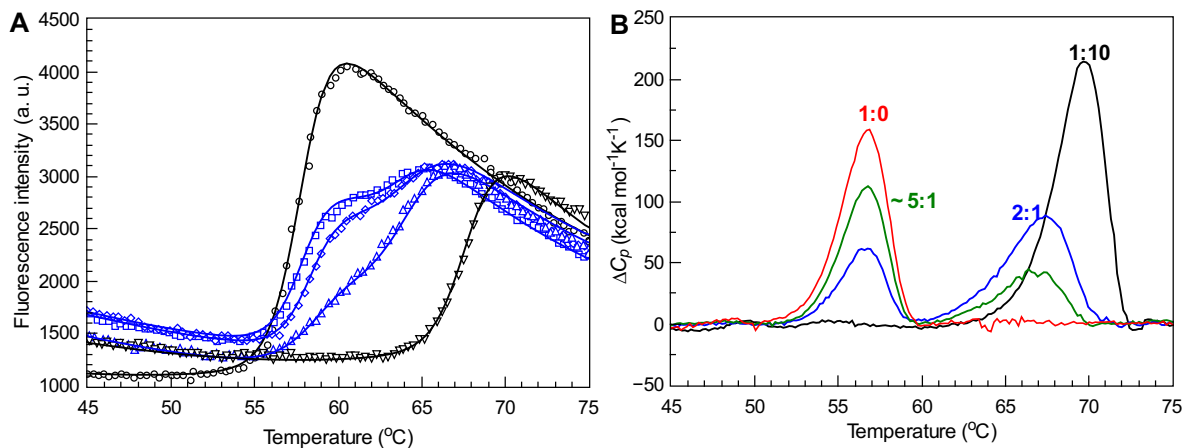 A
Fluorescence intensity (a. u.)
4500
4000
3500
3000
2500
2000
1500
1000
45 50 55 60 65 70 75
Temperature (°C)
B
ΔCp (kcal mol⁻¹K⁻¹)
250
200
150
100
50
0
−50
1:10
1:0
~ 5:1
2:1
45 50 55 60 65 70 75
Temperature (°C)